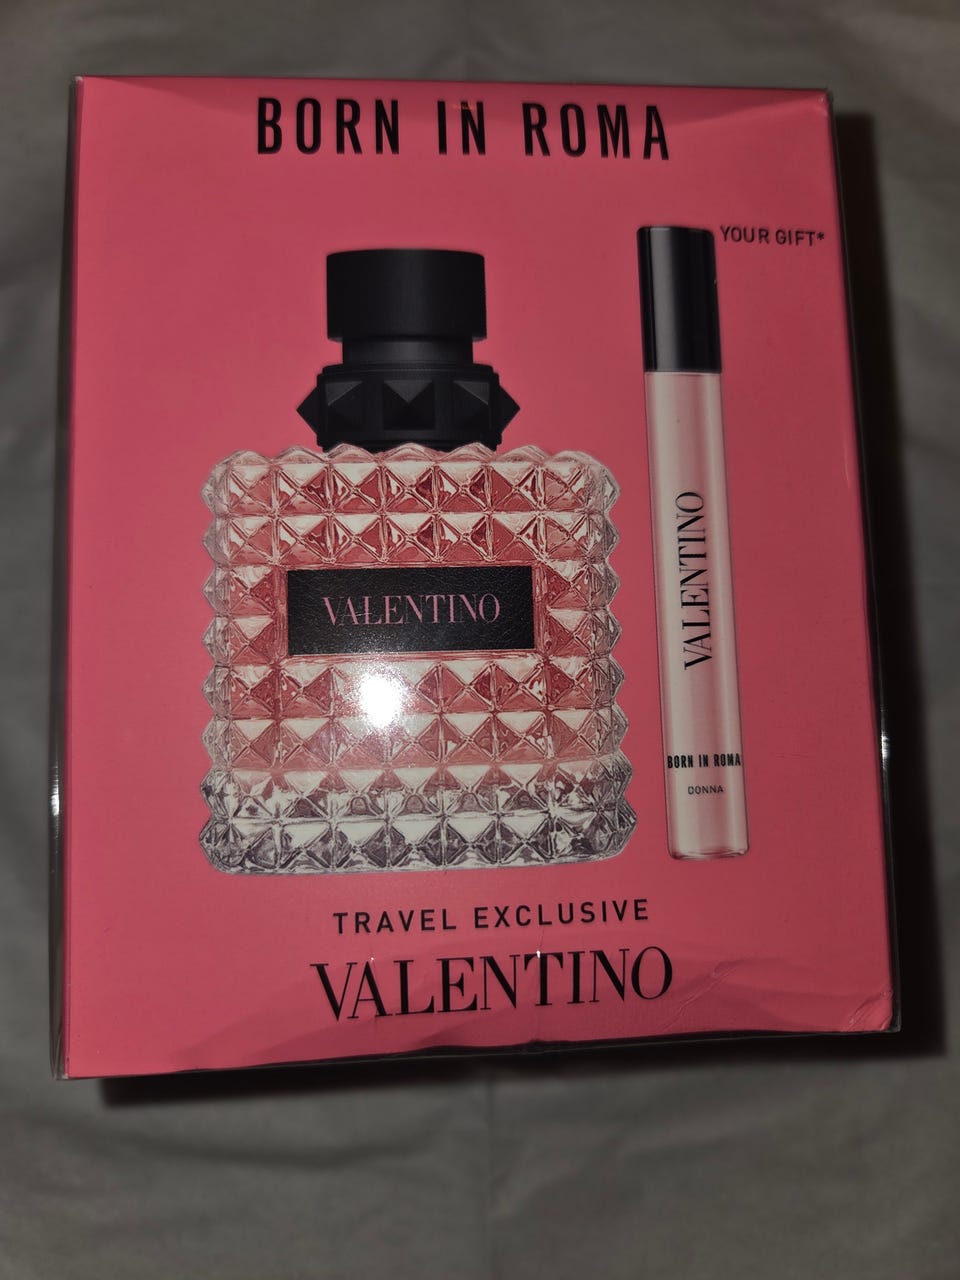 BORN IN ROMA
YOUR GIFT*
VALENTINO
VALENTINO
BORN IN ROMA
DONNA
TRAVEL EXCLUSIVE
VALENTINO